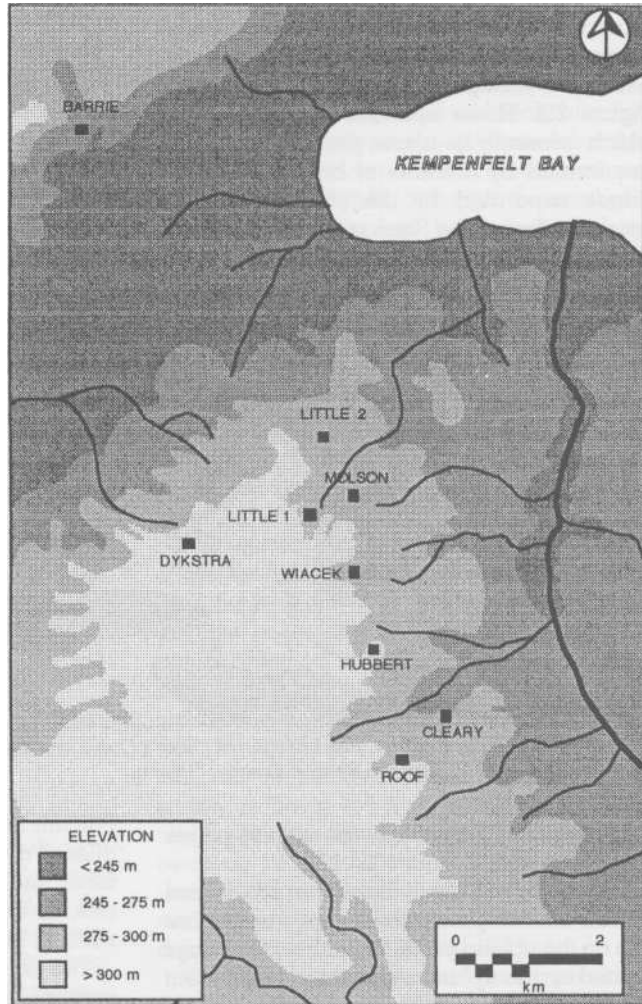 BARRIE
KEMPENFELT BAY
LITTLE 2
MOLSON
LITTLE 1
DYKSTRA
WIACEK
HUBBERT
CLEARY
ROOF
ELEVATION
< 245 m
245 - 275 m
275 - 300 m
> 300 m
0 2
km